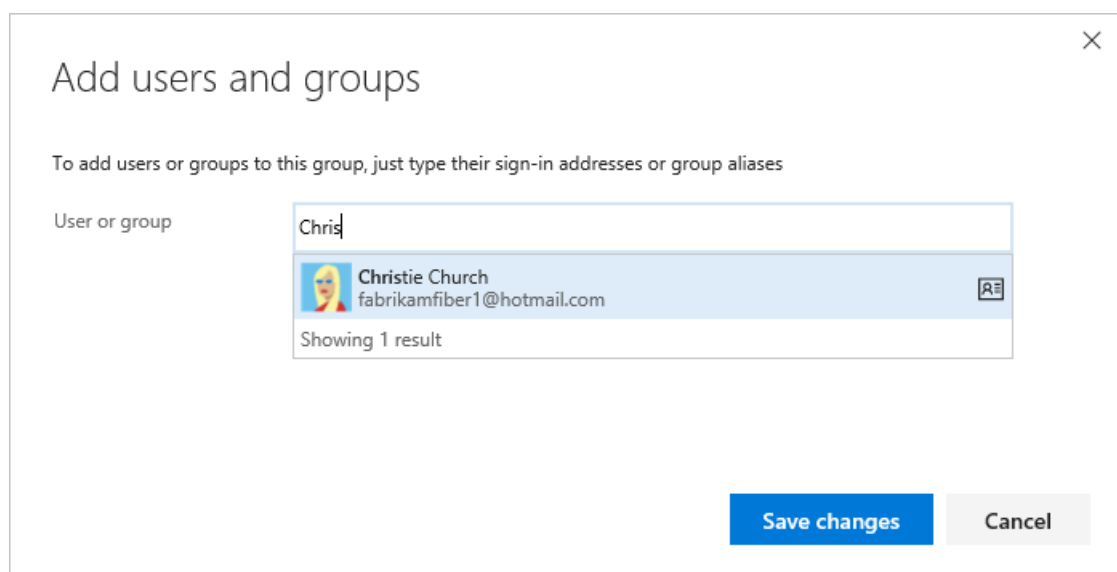 Add users and groups
To add users or groups to this group, just type their sign-in addresses or group aliases
User or group
Chris
Christie Church
fabrikamfiber1@hotmail.com
Showing 1 result
Save changes
Cancel